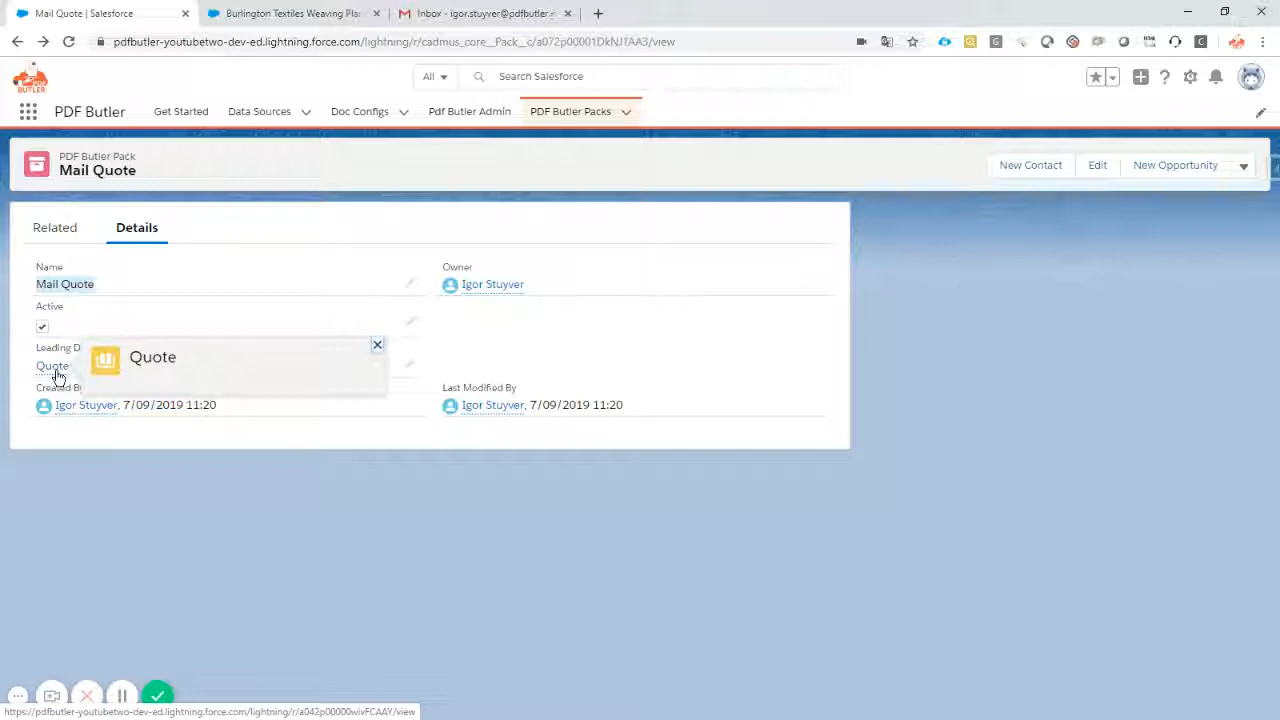 Mail Quote | Salesforce
Burlington Textiles Weaving Pla
Inbox - igor.stuyver@pdfbutler.
pdfbutler-youtubetwo-dev-ed.lightning.force.com/lightning/r/cadmus_core__Pack__c/a072p00001DkNJTAA3/view
BUTLER
All
Search Salesforce
PDF Butler
Get Started
Data Sources
Doc Configs
Pdf Butler Admin
PDF Butler Packs
PDF Butler Pack
Mail Quote
New Contact
Edit
New Opportunity
Related
Details
Name
Mail Quote
Owner
Igor Stuyver
Active
Leading D
Quote
Quote
Created B
Igor Stuyver, 7/09/2019 11:20
Last Modified By
Igor Stuyver, 7/09/2019 11:20
https://pdfbutler-youtubetwo-dev-ed.lightning.force.com/lightning/r/a042p00000wivFCAAY/view